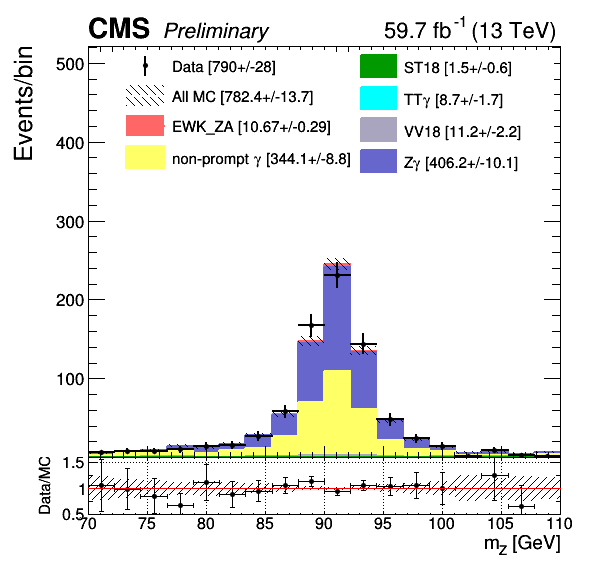 CMS Preliminary 59.7 fb⁻¹ (13 TeV)
Events/bin
500
400
300
200
100
Data [790+/-28]
All MC [782.4+/-13.7]
EWK_ZA [10.67+/-0.29]
non-prompt γ [344.1+/-8.8]
ST18 [1.5+/-0.6]
TTγ [8.7+/-1.7]
VV18 [11.2+/-2.2]
Zγ [406.2+/-10.1]
Data/MC
1.5
1
0.5
70 75 80 85 90 95 100 105 110
m_Z [GeV]